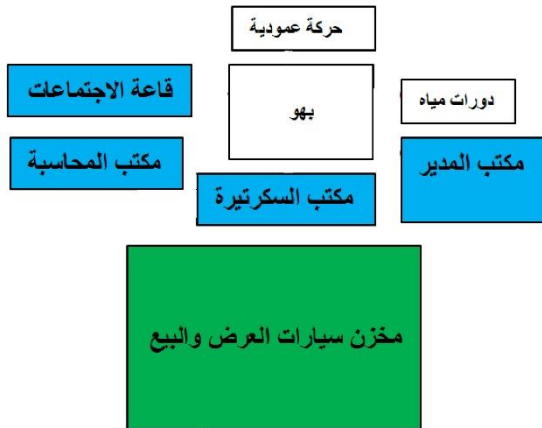 حركة عمودية
قاعة الاجتماعات
بهو
دورات مياه
مكتب المحاسبة
مكتب المدير
مكتب السكرتيرة
مخزن سيارات العرض والبيع